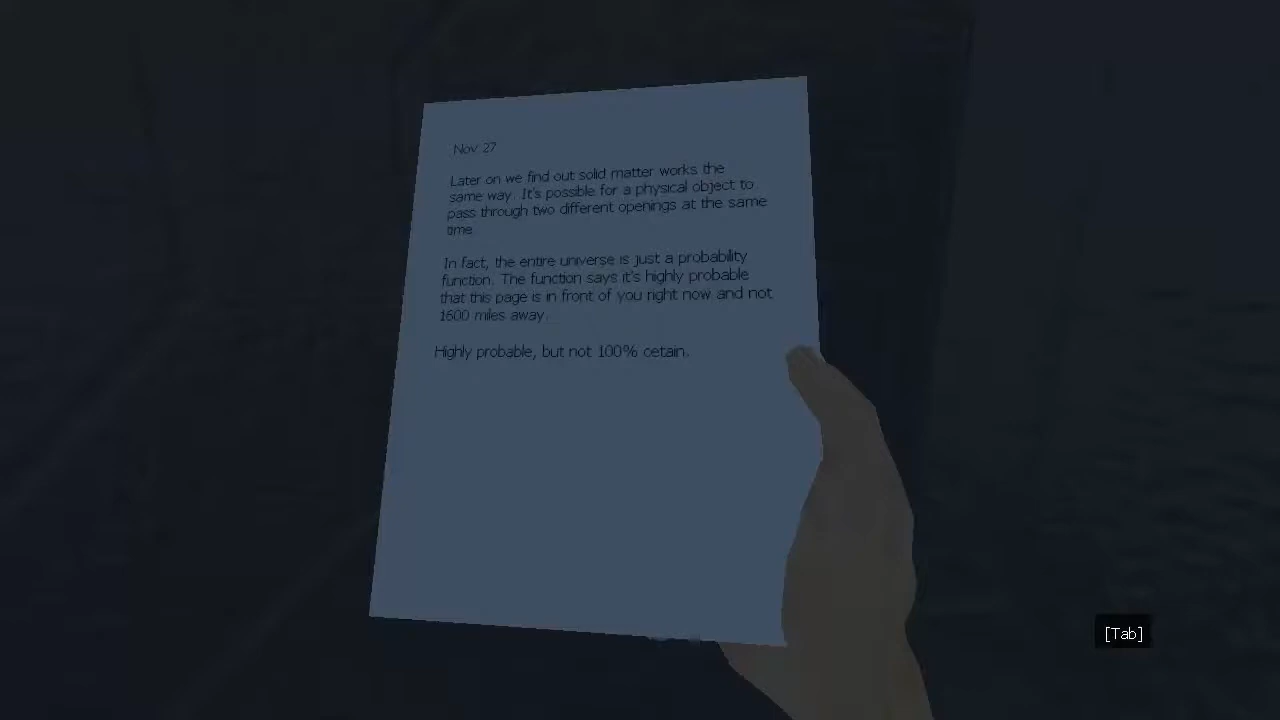 Nov 27
Later on we find out solid matter works the
same way. It's possible for a physical object to
pass through two different openings at the same
time.
In fact, the entire universe is just a probability
function. The function says it's highly probable
that this page is in front of you right now and not
1600 miles away.
Highly probable, but not 100% cetain.
[Tab]